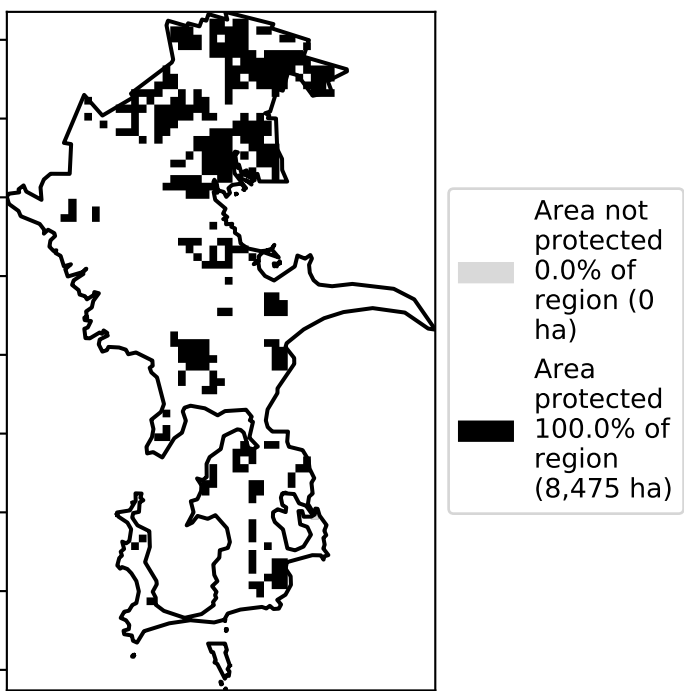 Area not
protected
0.0% of
region (0
ha)
Area
protected
100.0% of
region
(8,475 ha)